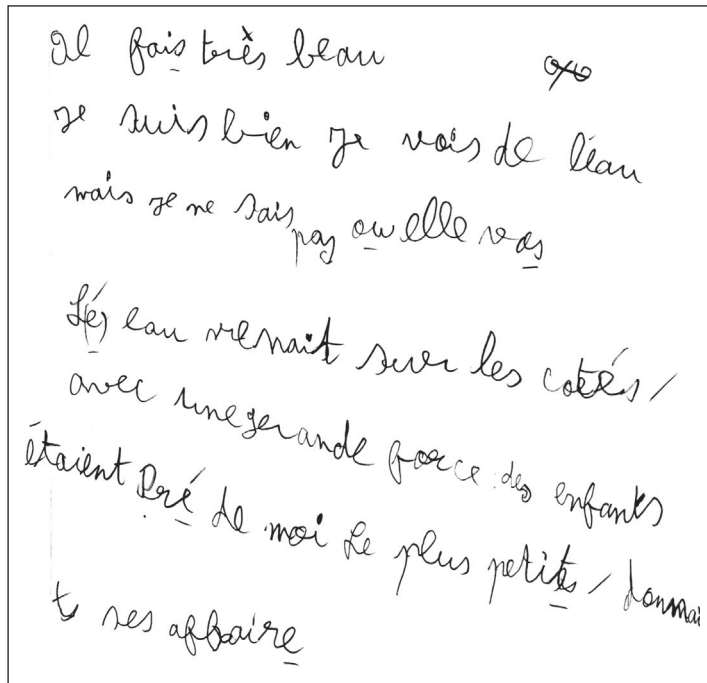 Il fais très beau
je suis bien je vois de l'eau
mais je ne sais pas ou elle vas
Lés eau venait sur les cotés /
avec une grande force des enfants
étaient Pré de moi Le plus petits / donnai
t ses affaire